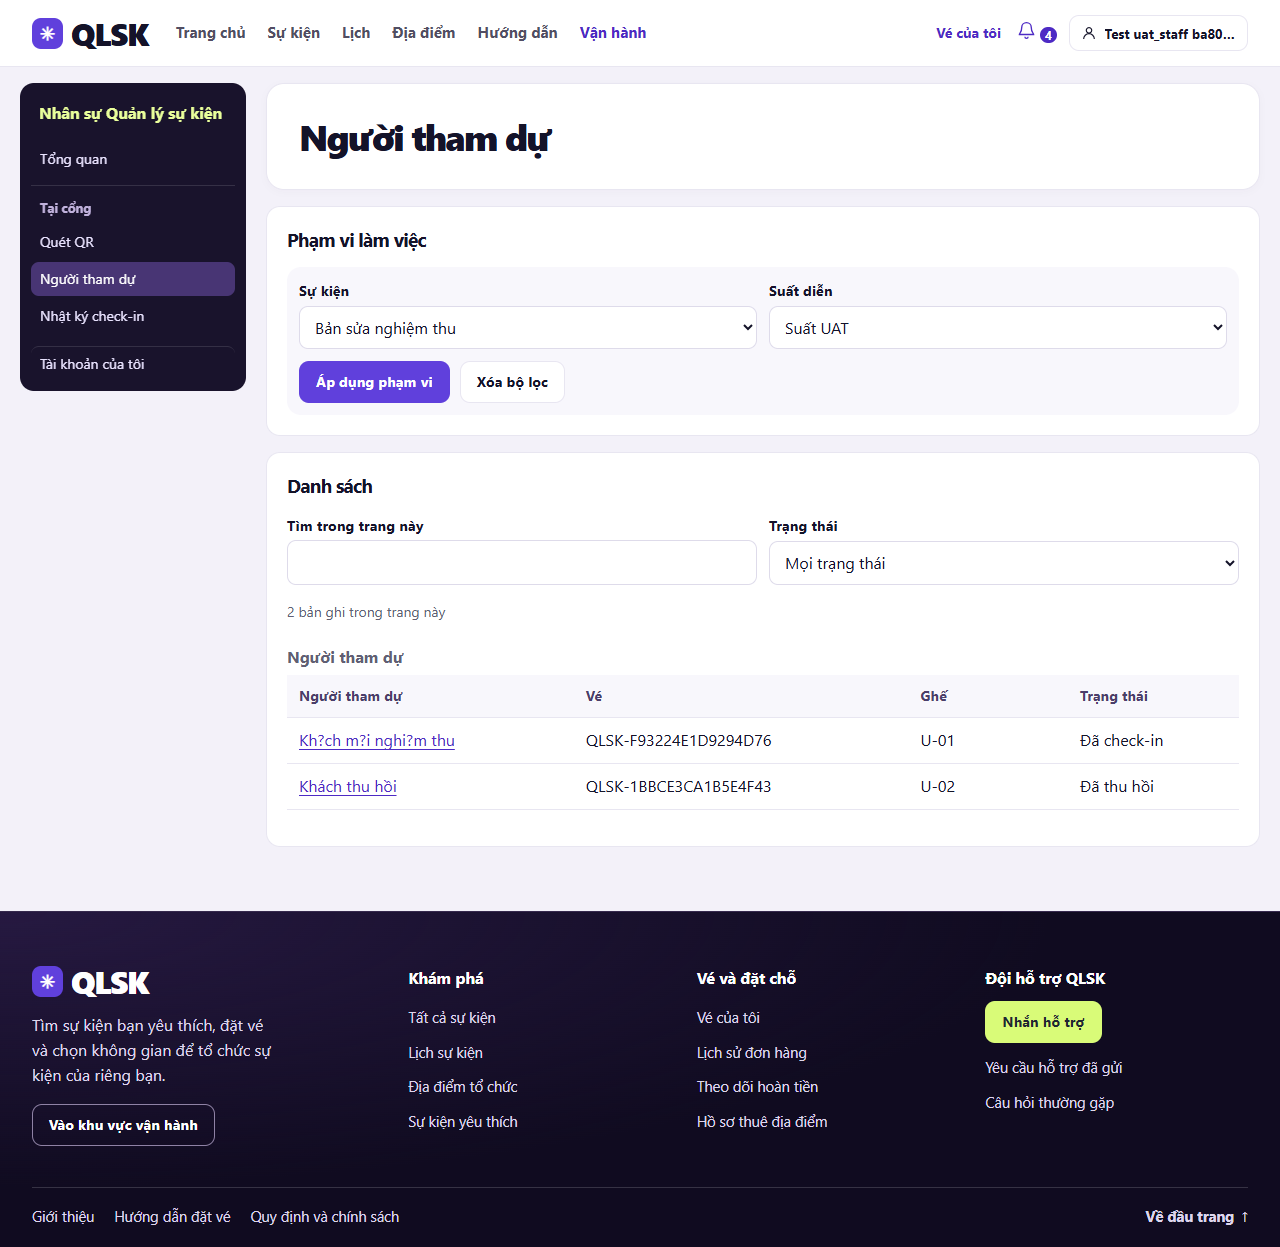 QLSK
Trang chủ
Sự kiện
Lịch
Địa điểm
Hướng dẫn
Vận hành
Vé của tôi
4
Test uat_staff ba80...
Nhân sự Quản lý sự kiện
Tổng quan
Tại cổng
Quét QR
Người tham dự
Nhật ký check-in
Tài khoản của tôi
Người tham dự
Phạm vi làm việc
Sự kiện
Suất diễn
Bản sửa nghiệm thu
Suất UAT
Áp dụng phạm vi
Xóa bộ lọc
Danh sách
Tìm trong trang này
Trạng thái
Mọi trạng thái
2 bản ghi trong trang này
Người tham dự
Người tham dự Vé Ghế Trạng thái
Kh?ch m?i nghi?m thu QLSK-F93224E1D9294D76 U-01 Đã check-in
Khách thu hồi QLSK-1BBCE3CA1B5E4F43 U-02 Đã thu hồi
QLSK
Tìm sự kiện bạn yêu thích, đặt vé
và chọn không gian để tổ chức sự
kiện của riêng bạn.
Vào khu vực vận hành
Khám phá
Tất cả sự kiện
Lịch sự kiện
Địa điểm tổ chức
Sự kiện yêu thích
Vé và đặt chỗ
Vé của tôi
Lịch sử đơn hàng
Theo dõi hoàn tiền
Hồ sơ thuê địa điểm
Đội hỗ trợ QLSK
Nhắn hỗ trợ
Yêu cầu hỗ trợ đã gửi
Câu hỏi thường gặp
Giới thiệu
Hướng dẫn đặt vé
Quy định và chính sách
Về đầu trang ↑